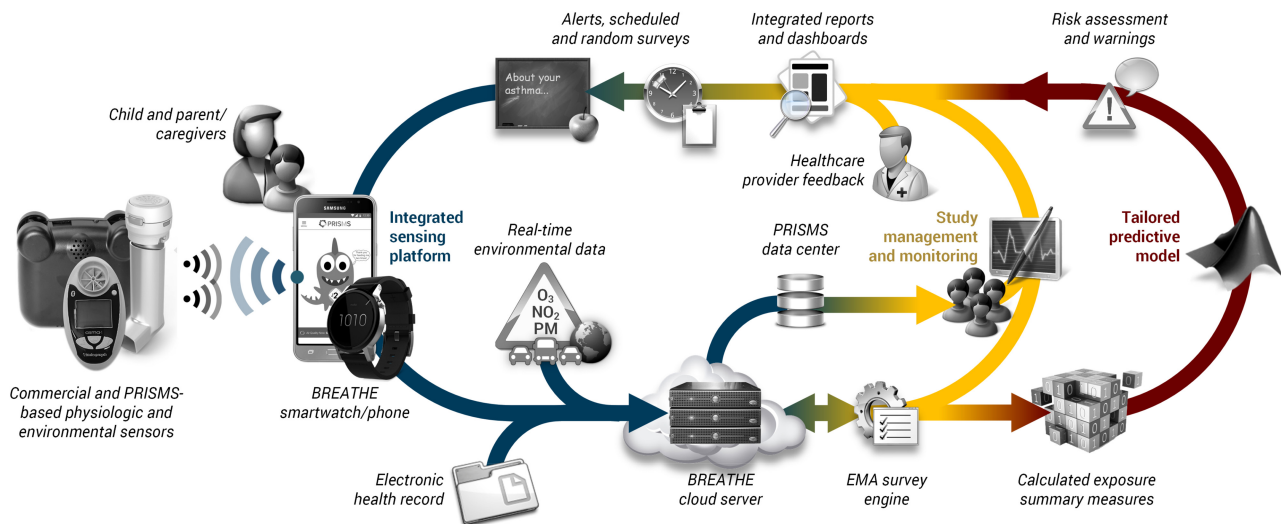 Alerts, scheduled
and random surveys
Integrated reports
and dashboards
Risk assessment
and warnings
About your
asthma...
12
3
Child and parent/
caregivers
Healthcare
provider feedback
SAMSUNG
PRISMS
Integrated
sensing
platform
Real-time
environmental data
PRISMS
data center
Study
management
and monitoring
Tailored
predictive
model
O3
NO2
PM
1010
Commercial and PRISMS-
based physiologic and
environmental sensors
BREATHE
smartwatch/phone
Electronic
health record
BREATHE
cloud server
EMA survey
engine
Calculated exposure
summary measures